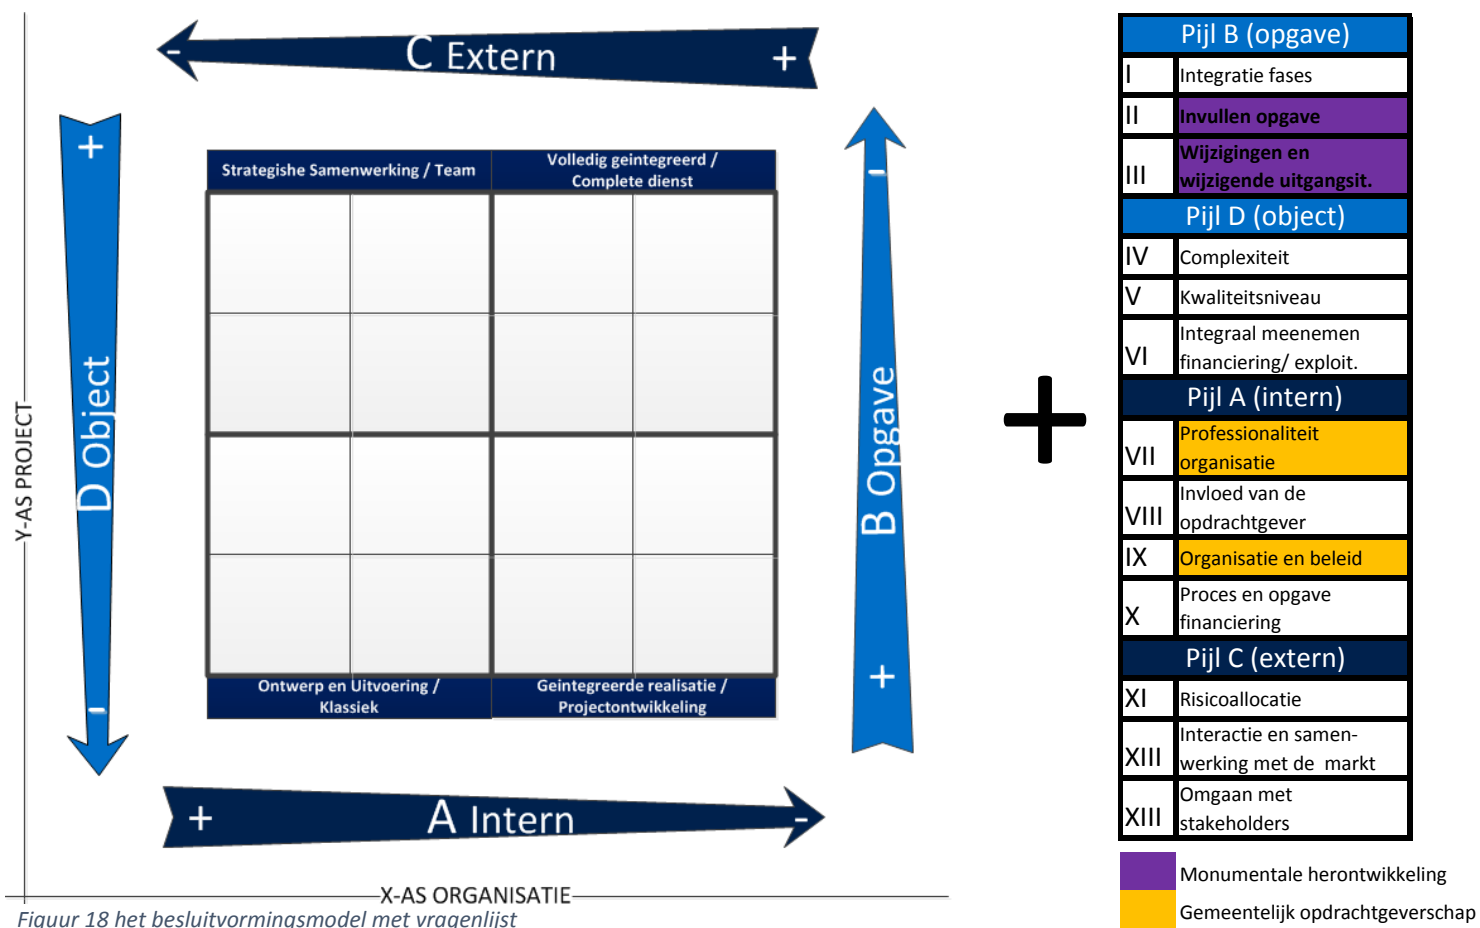 - C Extern +
+
D Object
-
Y-AS PROJECT
Strategishe Samenwerking / Team
Volledig geintegreerd /
Complete dienst
Ontwerp en Uitvoering /
Klassiek
Geintegreerde realisatie /
Projectontwikkeling
-
B Opgave
+
+ A Intern -
X-AS ORGANISATIE
Figuur 18 het besluitvormingsmodel met vragenlijst
+
Pijl B (opgave)
I Integratie fases
II Invullen opgave
Wijzigingen en
III wijzigende uitgangsit.
Pijl D (object)
IV Complexiteit
V Kwaliteitsniveau
Integraal meenemen
VI financiering/ exploit.
Pijl A (intern)
Professionaliteit
VII organisatie
Invloed van de
VIII opdrachtgever
IX Organisatie en beleid
Proces en opgave
X financiering
Pijl C (extern)
XI Risicoallocatie
Interactie en samen-
XIII werking met de markt
Omgaan met
XIII stakeholders
Monumentale herontwikkeling
Gemeentelijk opdrachtgeverschap